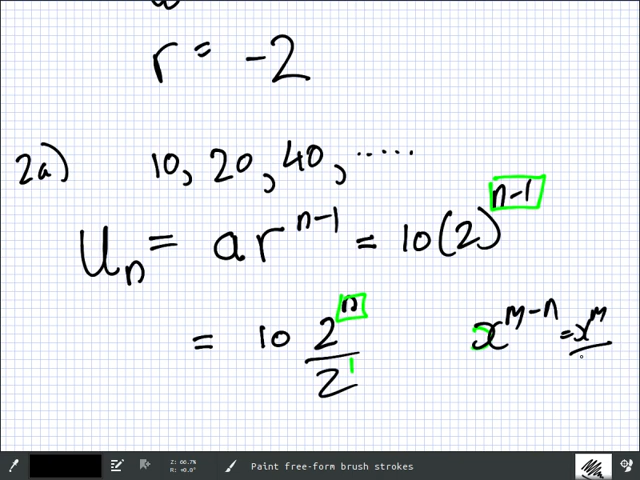 r = -2
2a) 10, 20, 40, .....
Un = ar^n-1 = 10(2)^n-1
= 10 2^n/2^1 x^m-n = x^m
Z: 66.7%
R: +0.0°
Paint free-form brush strokes